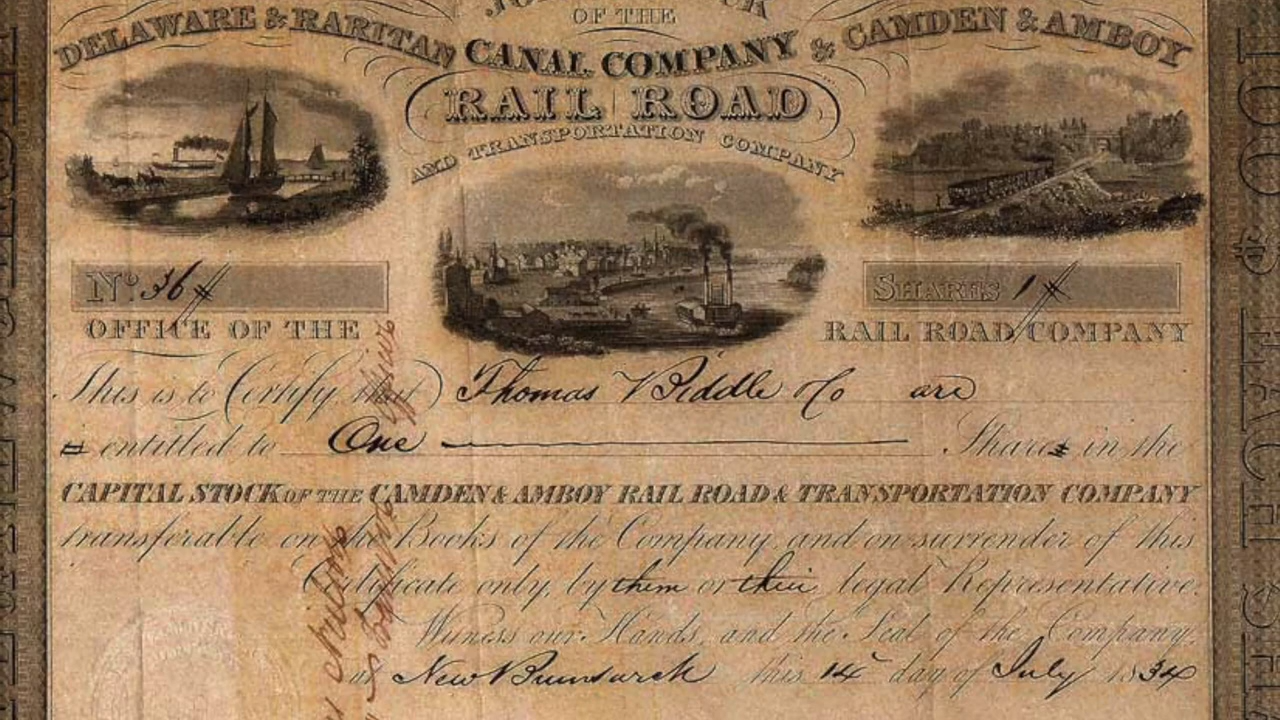 OF THE
DELAWARE & RARITAN CANAL COMPANY & CAMDEN & AMBOY
RAIL ROAD
AND TRANSPORTATION COMPANY
No. 36 SHARES 1
OFFICE OF THE RAIL ROAD COMPANY
This is to Certify that Thomas Biddle & Co are
entitled to One Shares in the
CAPITAL STOCK OF THE CAMDEN & AMBOY RAIL ROAD & TRANSPORTATION COMPANY
transferable on the Books of the Company and on surrender of this
Certificate only, by them or their legal Representative.
Witness our Hands, and the Seal of the Company,
at New Brunswick this 14 day of July 1834